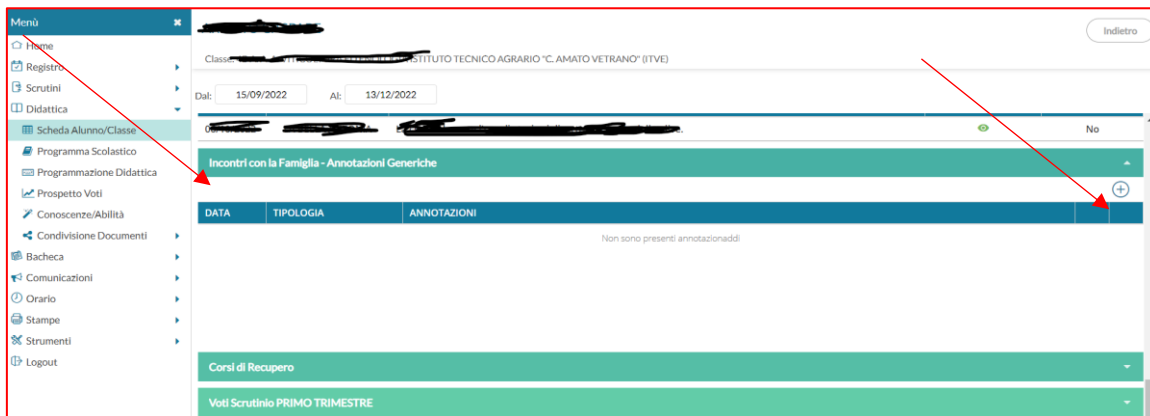 Menù
Home
Registro
Scrutini
Didattica
Scheda Alunno/Classe
Programma Scolastico
Programmazione Didattica
Prospetto Voti
Conoscenze/Abilità
Condivisione Documenti
Bacheca
Comunicazioni
Orario
Stampe
Strumenti
Logout
Indietro
Classe: ISTITUTO TECNICO AGRARIO "C. AMATO VETRANO" (ITVE)
Dal: 15/09/2022 Al: 13/12/2022
No
Incontri con la Famiglia - Annotazioni Generiche
DATA TIPOLOGIA ANNOTAZIONI
Non sono presenti annotazionaddi
Corsi di Recupero
Voti Scrutinio PRIMO TRIMESTRE